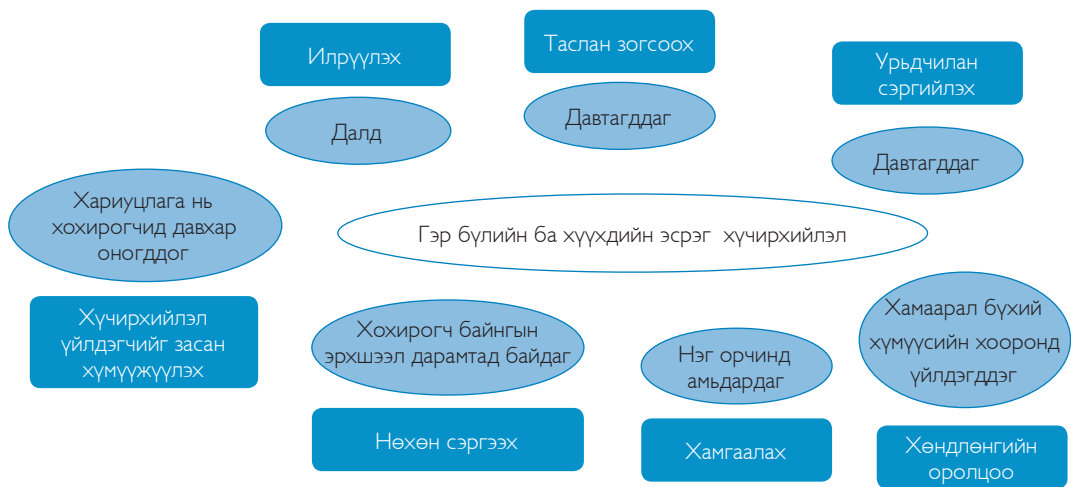 Илрүүлэх
Таслан зогсоох
Урьдчилан
сэргийлэх
Далд
Давтагддаг
Давтагддаг
Хариуцлага нь
хохирогчид давхар
оногддог
Гэр бүлийн ба хүүхдийн эсрэг хүчирхийлэл
Хүчирхийлэл
үйлдэгчийг засан
хүмүүжүүлэх
Хохирогч байнгын
эрхшээл дарамтад байдаг
Нэг орчинд
амьдардаг
Хамаарал бүхий
хүмүүсийн хооронд
үйлдэгддэг
Нөхөн сэргээх
Хамгаалах
Хөндлөнгийн
оролцоо